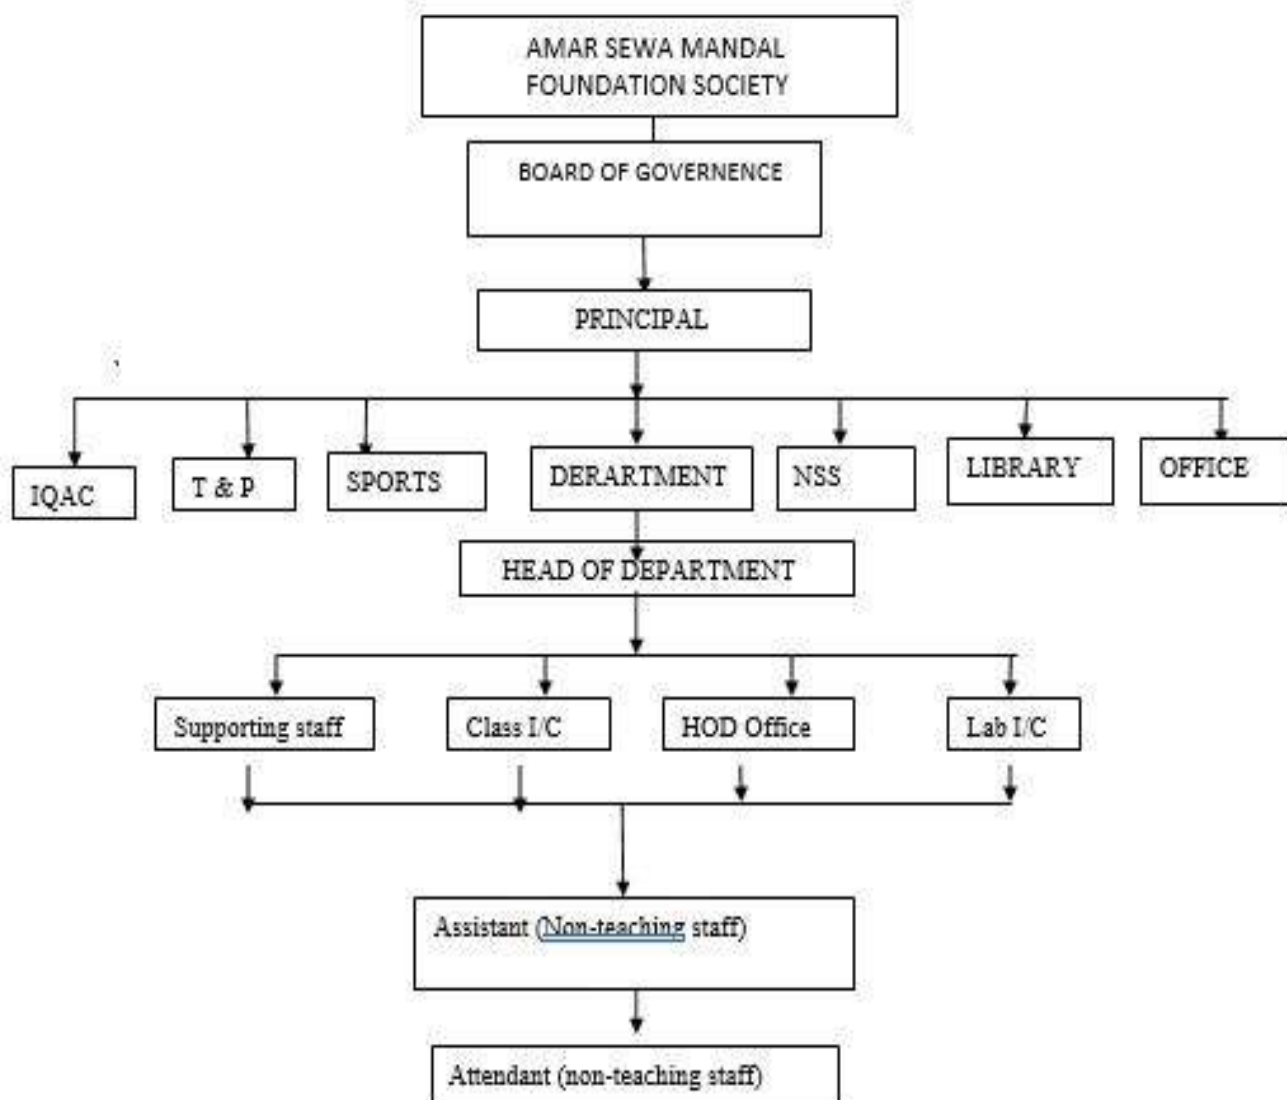 AMAR SEWA MANDAL
FOUNDATION SOCIETY
BOARD OF GOVERNENCE
PRINCIPAL
IQAC
T & P
SPORTS
DERARTMENT
NSS
LIBRARY
OFFICE
HEAD OF DEPARTMENT
Supporting staff
Class I/C
HOD Office
Lab I/C
Assistant (Non-teaching staff)
Attendant (non-teaching staff)